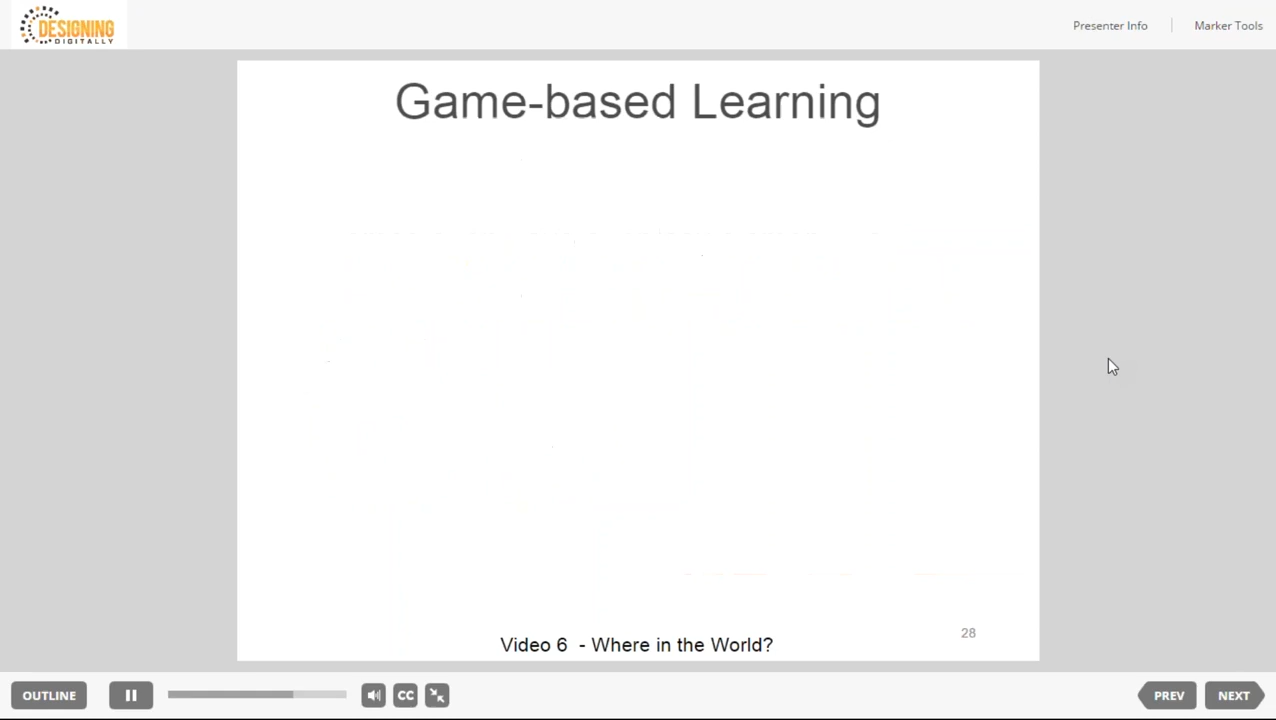 DESIGNING
DIGITALLY
Presenter Info
Marker Tools
Game-based Learning
Video 6 - Where in the World?
28
OUTLINE
CC
PREV
NEXT